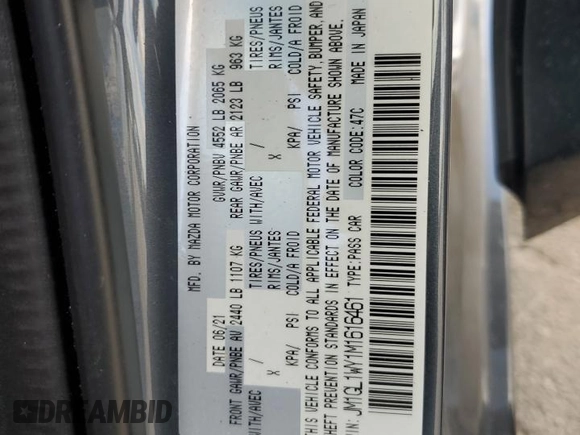 MFD. BY MAZDA MOTOR CORPORATION
DATE 06/21 GVWR/PNBV 4552 LB 2065 KG
FRONT GAWR/PNBE AV 2440 LB 1107 KG REAR GAWR/PNBE AR 2123 LB 963 KG
WITH/AVEC TIRES/PNEUS WITH/AVEC TIRES/PNEUS
X / RIMS/JANTES X / RIMS/JANTES
KPA/ PSI COLD/A FROID KPA/ PSI COLD/A FROID
THIS VEHICLE CONFORMS TO ALL APPLICABLE FEDERAL MOTOR VEHICLE SAFETY, BUMPER, AND
THEFT PREVENTION STANDARDS IN EFFECT ON THE DATE OF MANUFACTURE SHOWN ABOVE.
COLOR CODE:47C MADE IN JAPAN
VIN: JM1GL1WY1M1616461 TYPE:PASS CAR
DREAMBID